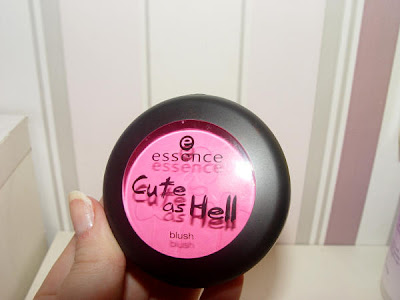 e
essence
Cute
as Hell
blush